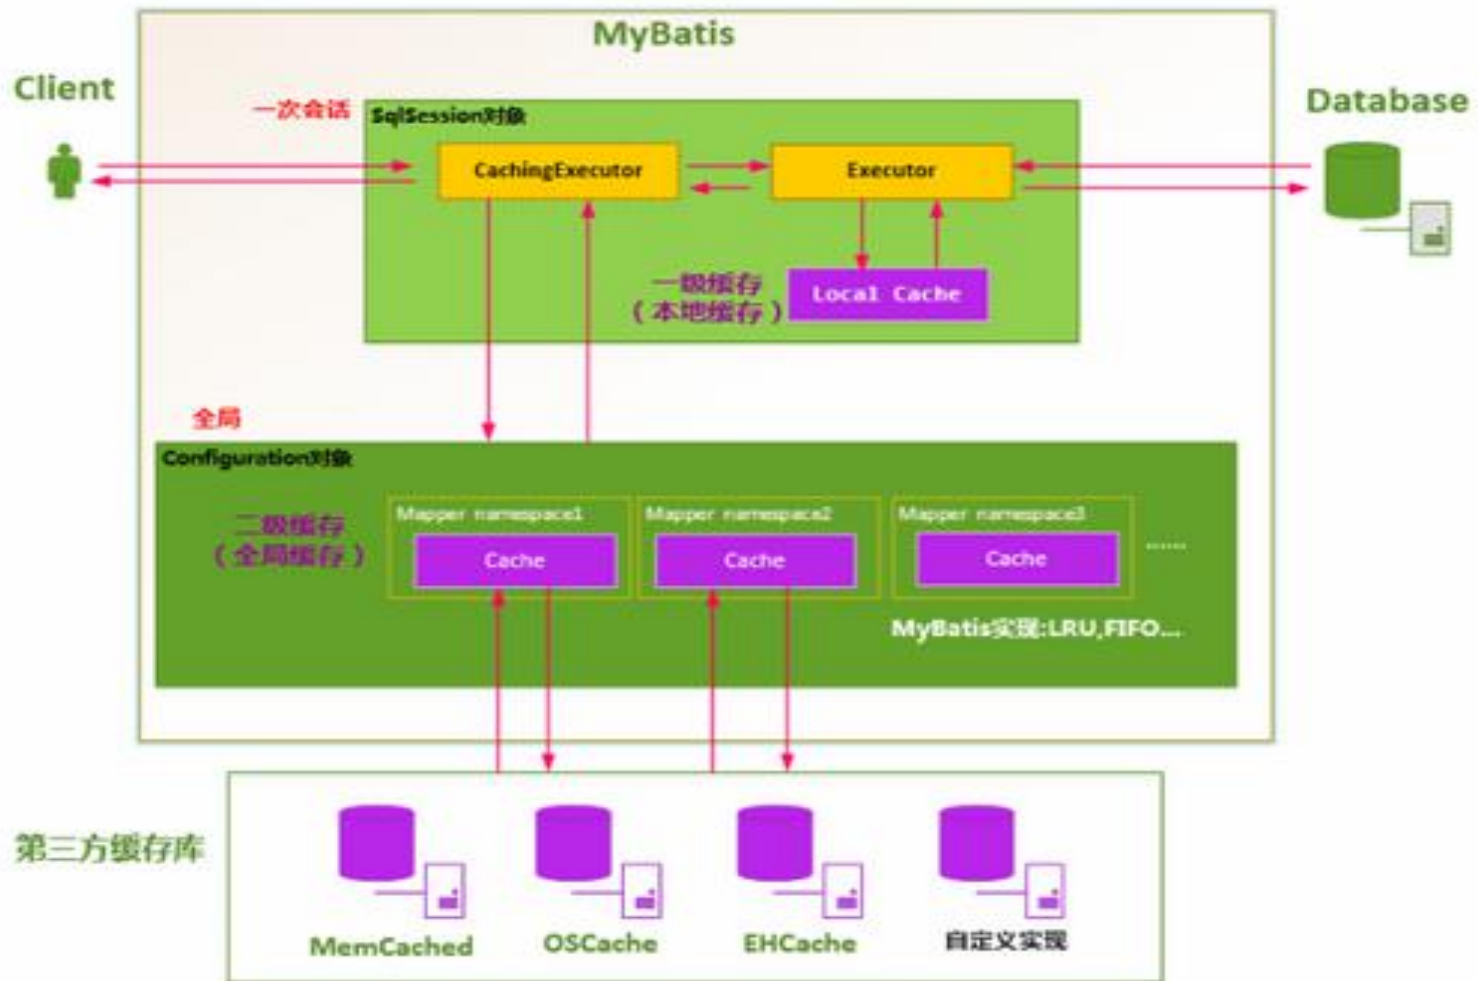 MyBatis
Client
Database
一次会话
SqlSession对象
CachingExecutor
Executor
一级缓存
（本地缓存）
Local Cache
全局
Configuration对象
二级缓存
（全局缓存）
Mapper namespace1
Cache
Mapper namespace2
Cache
Mapper namespace3
Cache
......
MyBatis实现:LRU,FIFO...
第三方缓存库
MemCached
OSCache
EHCache
自定义实现